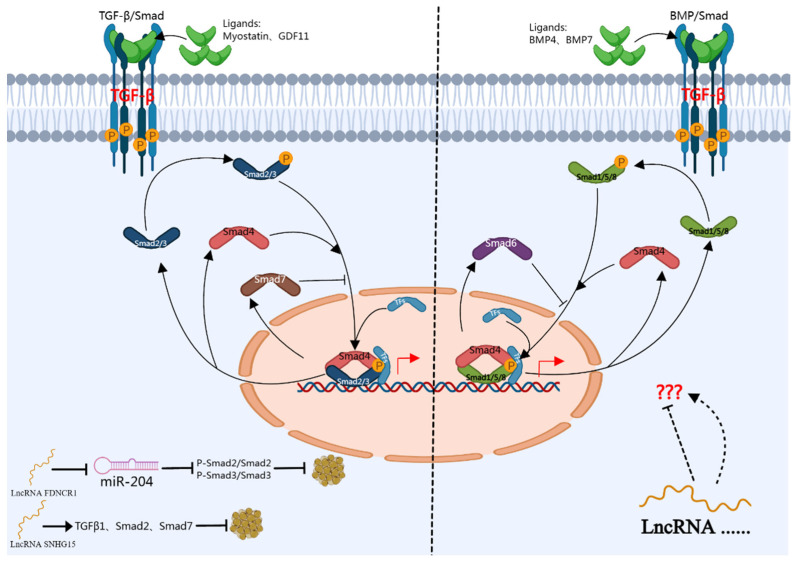 TGF-β/Smad
Ligands:
Myostatin、GDF11
TGF-β
P
P
P
P
P
Smad2/3
Smad2/3
Smad4
Smad7
TFs
Smad4
P
TFs
Smad2/3
LncRNA FDNCR1
miR-204
P-Smad2/Smad2
P-Smad3/Smad3
LncRNA SNHG15
TGFβ1、Smad2、Smad7
Ligands:
BMP4、BMP7
BMP/Smad
TGF-β
P
P
P
P
P
Smad1/5/8
Smad1/5/8
Smad6
Smad4
TFs
Smad4
P
Smad1/5/8
???
LncRNA ......